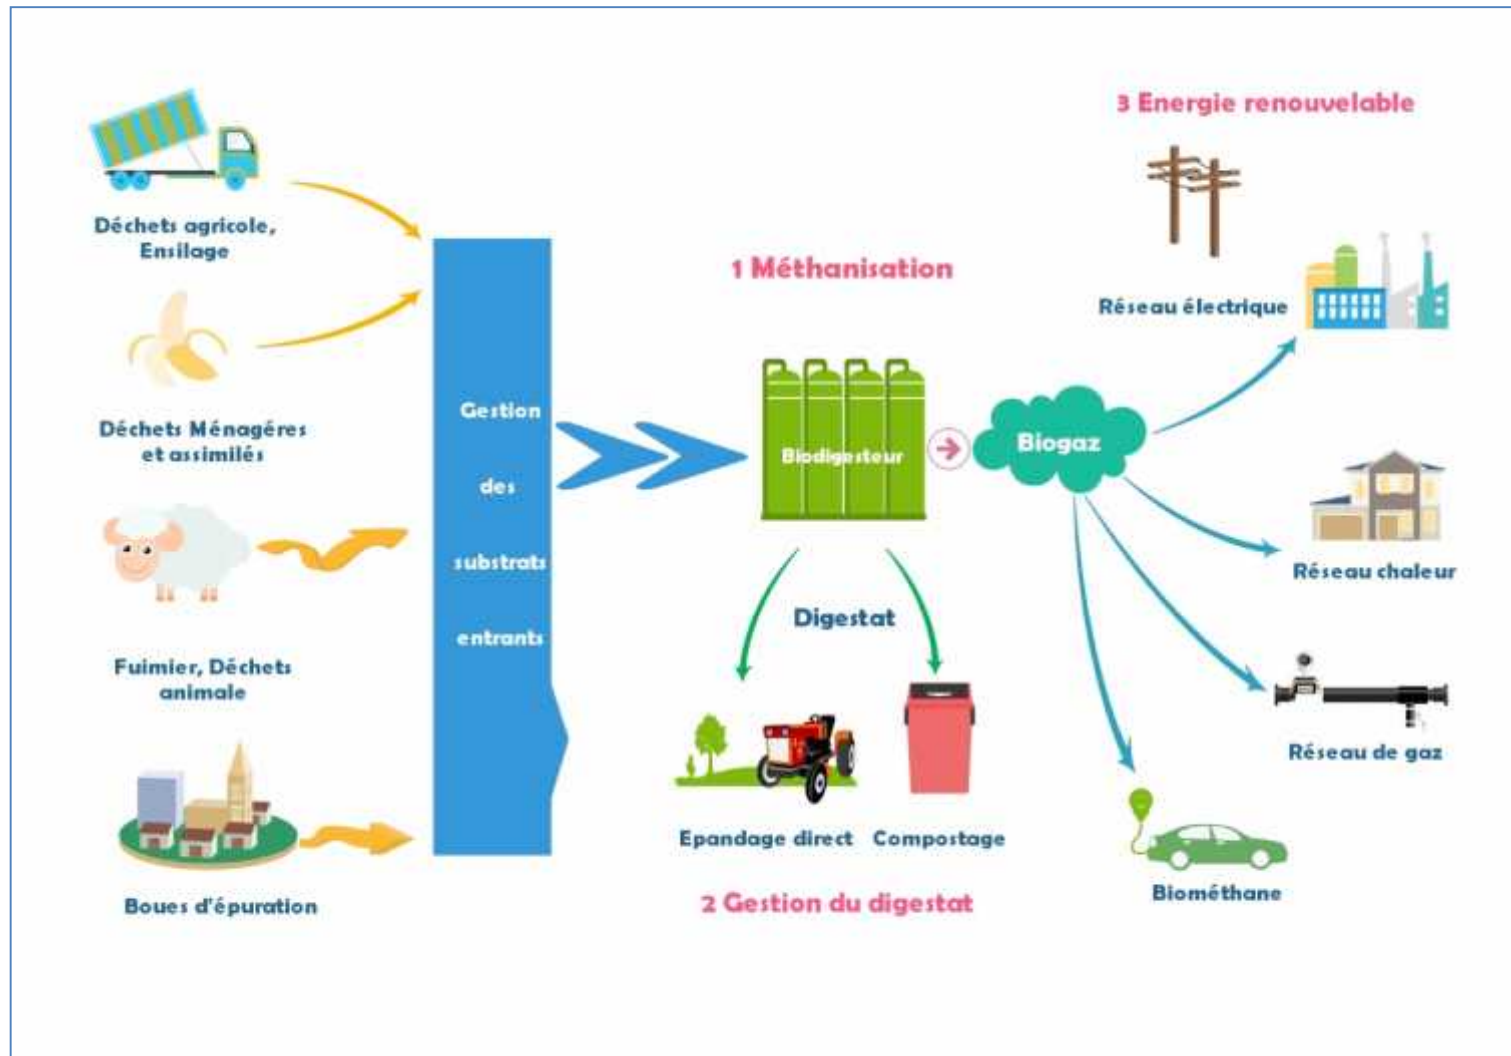 Déchets agricole,
Ensilage
Déchets Ménagéres
et assimilés
Fuimier, Déchets
animale
Boues d'épuration
Gestion
des
substrats
entrants
1 Méthanisation
Biodigesteur
Biogaz
Digestat
Epandage direct
Compostage
2 Gestion du digestat
3 Energie renouvelable
Réseau électrique
Réseau chaleur
Réseau de gaz
Biométhane